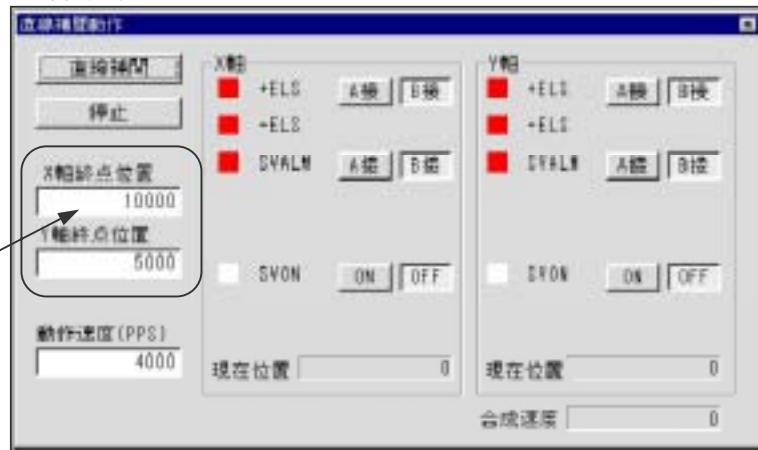 直線補間動作
直線補間
停止
X軸終点位置
10000
Y軸終点位置
5000
動作速度(PPS)
4000
X軸
+ELS A接 B接
-ELS
SVALM A接 B接
SVON ON OFF
現在位置 0
Y軸
+ELS A接 B接
-ELS
SVALM A接 B接
SVON ON OFF
現在位置 0
合成速度 0